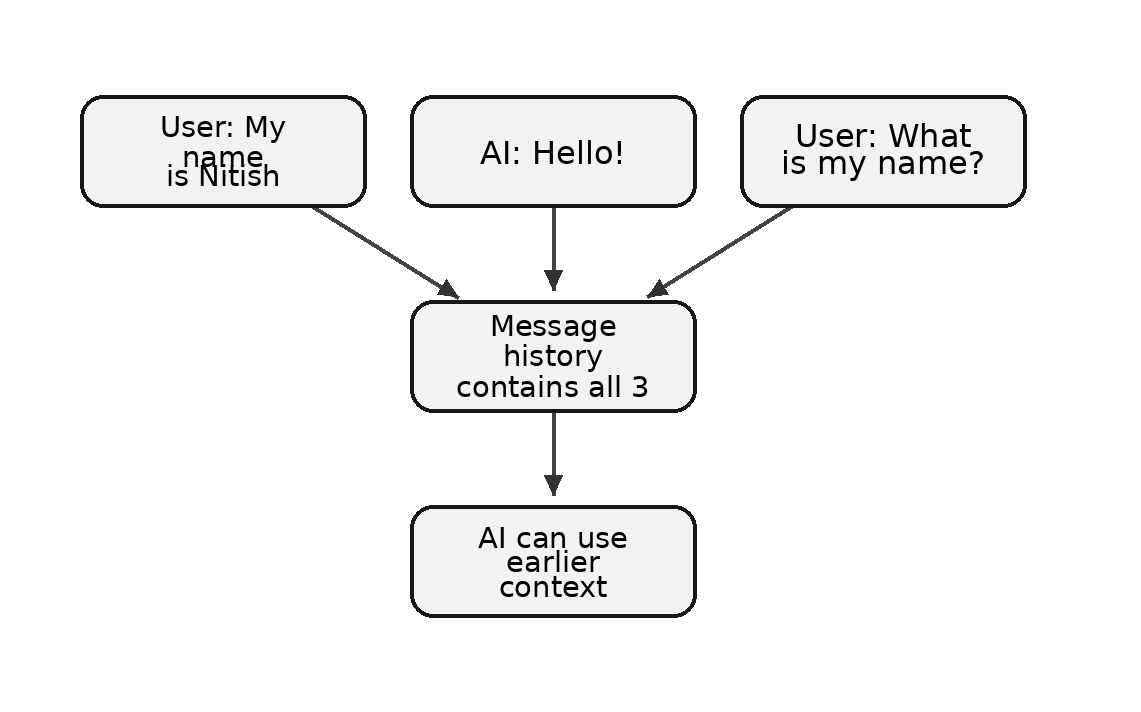 User: My
name
is Nitish
AI: Hello!
User: What
is my name?
Message
history
contains all 3
AI can use
earlier
context